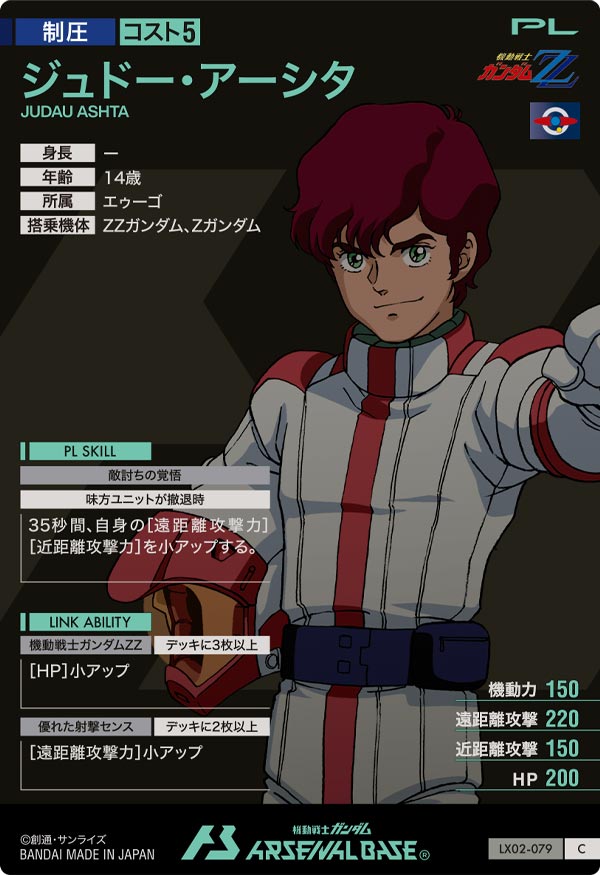 制圧 コスト5 PL
ジュドー・アーシタ
JUDAU ASHTA
機動戦士
ガンダムZZ
身長 ー
年齢 14歳
所属 エゥーゴ
搭乗機体 ZZガンダム、Zガンダム
PL SKILL
敵討ちの覚悟
味方ユニットが撤退時
35秒間、自身の[遠距離攻撃力]
[近距離攻撃力]を小アップする。
LINK ABILITY
機動戦士ガンダムZZ デッキに3枚以上
[HP]小アップ
優れた射撃センス デッキに2枚以上
[遠距離攻撃力]小アップ
機動力 150
遠距離攻撃 220
近距離攻撃 150
HP 200
©創通・サンライズ
BANDAI MADE IN JAPAN
機動戦士ガンダム
ARSENAL BASE®
LX02-079 C